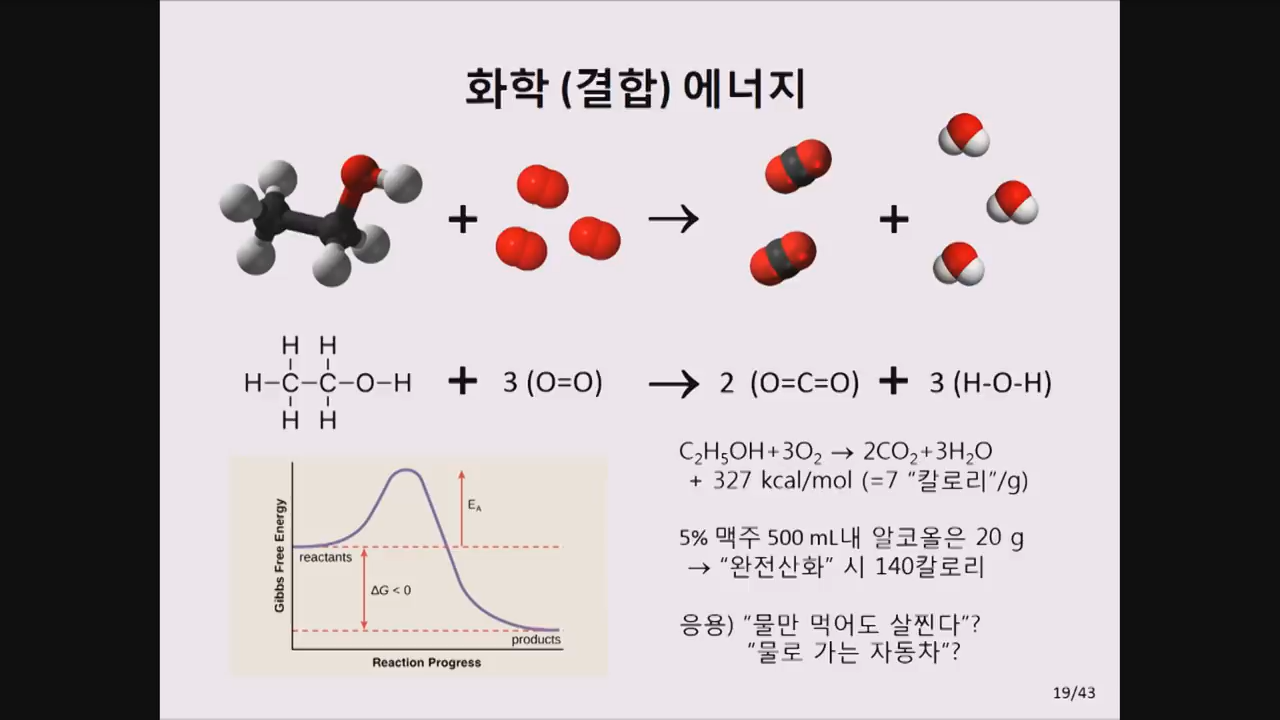 화학 (결합) 에너지
+ → +
H H
H-C-C-O-H + 3 (O=O) → 2 (O=C=O) + 3 (H-O-H)
H H
C₂H₅OH+3O₂ → 2CO₂+3H₂O
+ 327 kcal/mol (=7 “칼로리”/g)
5% 맥주 500 mL내 알코올은 20 g
→ “완전산화” 시 140칼로리
응용) “물만 먹어도 살찐다”?
“물로 가는 자동차”?
Gibbs Free Energy
E_A
reactants
ΔG < 0
products
Reaction Progress
19/43